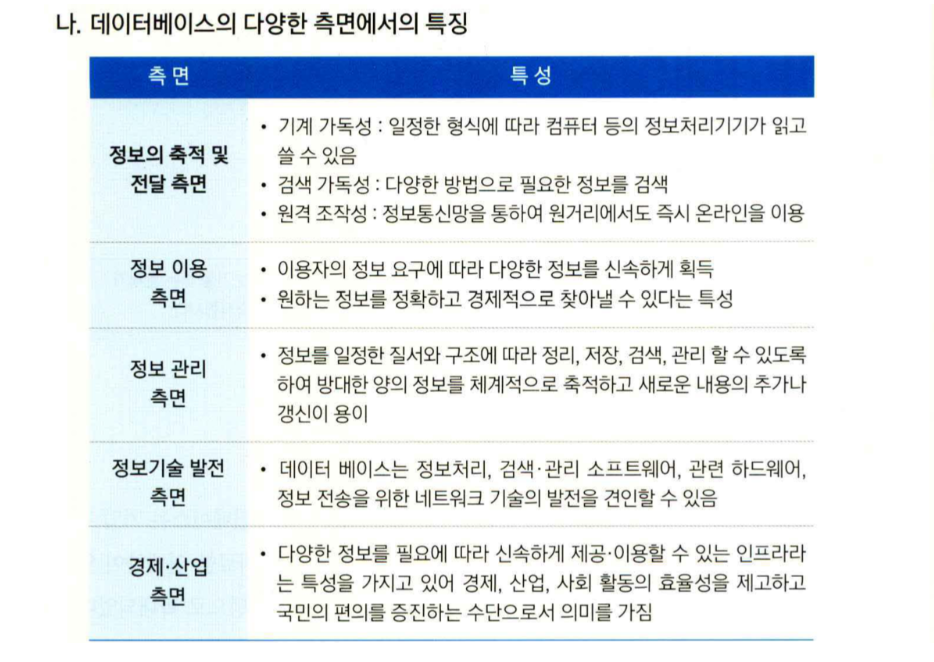 나. 데이터베이스의 다양한 측면에서의 특징
측 면
특 성
정보의 축적 및
전달 측면
• 기계 가독성 : 일정한 형식에 따라 컴퓨터 등의 정보처리기기가 읽고
쓸 수 있음
• 검색 가독성 : 다양한 방법으로 필요한 정보를 검색
• 원격 조작성 : 정보통신망을 통하여 원거리에서도 즉시 온라인을 이용
정보 이용
측면
• 이용자의 정보 요구에 따라 다양한 정보를 신속하게 획득
• 원하는 정보를 정확하고 경제적으로 찾아낼 수 있다는 특성
정보 관리
측면
• 정보를 일정한 질서와 구조에 따라 정리, 저장, 검색, 관리 할 수 있도록
하여 방대한 양의 정보를 체계적으로 축적하고 새로운 내용의 추가나
갱신이 용이
정보기술 발전
측면
• 데이터 베이스는 정보처리, 검색·관리 소프트웨어, 관련 하드웨어,
정보 전송을 위한 네트워크 기술의 발전을 견인할 수 있음
경제·산업
측면
• 다양한 정보를 필요에 따라 신속하게 제공·이용할 수 있는 인프라라
는 특성을 가지고 있어 경제, 산업, 사회 활동의 효율성을 제고하고
국민의 편의를 증진하는 수단으로서 의미를 가짐